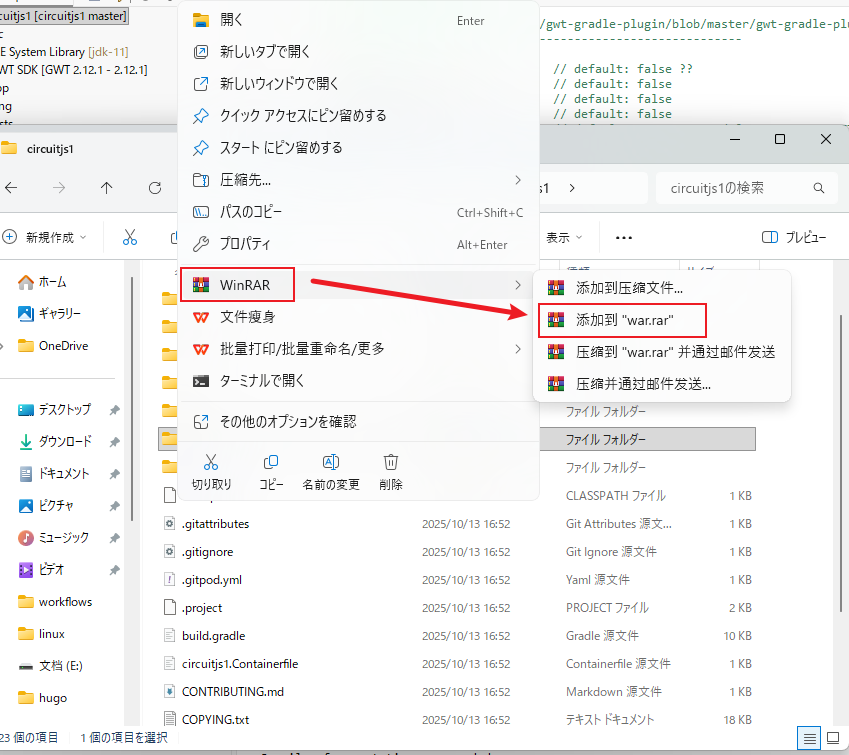 cuitjs1 [circuitjs1 master]
E System Library [jdk-11]
WT SDK [GWT 2.12.1 - 2.12.1]
/gwt-gradle-plugin/blob/master/gwt-gradle-plu
----------------------------
// default: false ??
// default: false
// default: false
// default: false
開く Enter
新しいタブで開く
新しいウィンドウで開く
クイック アクセスにピン留めする
スタート にピン留めする
圧縮先...
パスのコピー Ctrl+Shift+C
プロパティ Alt+Enter
WinRAR
文件瘦身
批量打印/批量重命名/更多
ターミナルで開く
その他のオプションを確認
切り取り コピー 名前の変更 削除
添加到压缩文件...
添加到 "war.rar"
压缩到 "war.rar" 并通过邮件发送
压缩并通过邮件发送...
circuitjs1
s1
circuitjs1の検索
新規作成
表示
プレビュー
ホーム
ギャラリー
OneDrive
デスクトップ
ダウンロード
ドキュメント
ピクチャ
ミュージック
ビデオ
workflows
linux
文档 (E:)
hugo
ファイル フォルダー
ファイル フォルダー
ファイル フォルダー
CLASSPATH ファイル 1 KB
.gitattributes 2025/10/13 16:52 Git Attributes 源文... 1 KB
.gitignore 2025/10/13 16:52 Git Ignore 源文件 1 KB
.gitpod.yml 2025/10/13 16:52 Yaml 源文件 1 KB
.project 2025/10/13 16:52 PROJECT ファイル 2 KB
build.gradle 2025/10/13 16:52 Gradle 源文件 10 KB
circuitjs1.Containerfile 2025/10/13 16:52 Containerfile 源文件 1 KB
CONTRIBUTING.md 2025/10/13 16:52 Markdown 源文件 1 KB
COPYING.txt 2025/10/13 16:52 テキスト ドキュメント 18 KB
23 個の項目 1 個の項目を選択